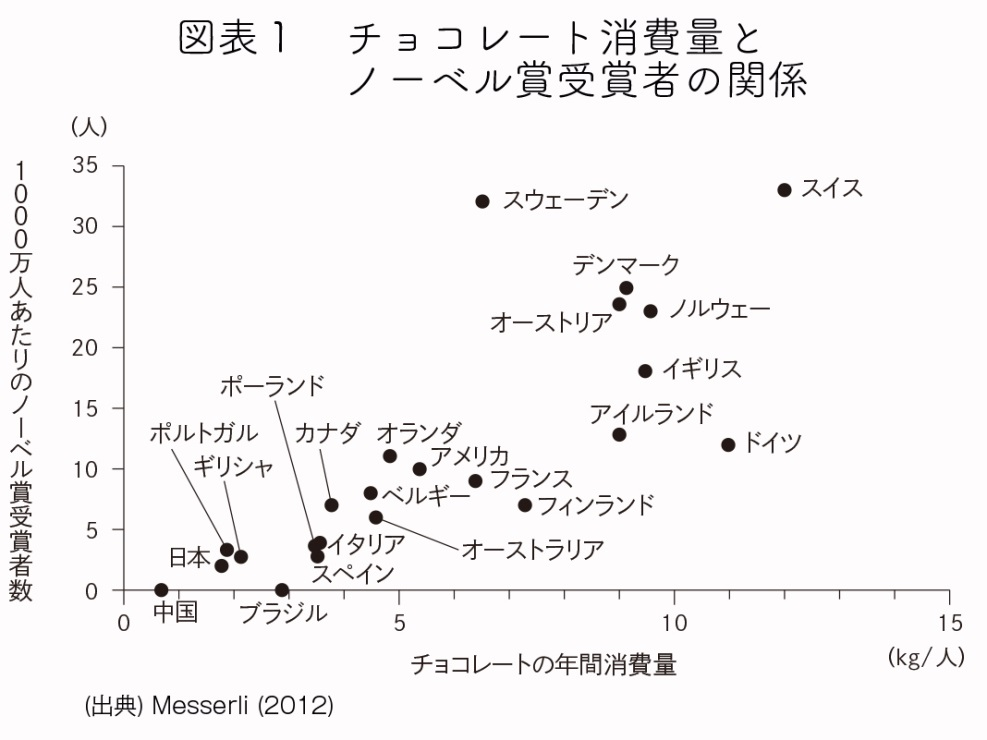 図表1　チョコレート消費量と
ノーベル賞受賞者の関係
(人)
1000万人あたりのノーベル賞受賞者数
35
30
25
20
15
10
5
0
スウェーデン
スイス
デンマーク
オーストリア
ノルウェー
イギリス
ポーランド
アイルランド
ポルトガル
カナダ
オランダ
ドイツ
ギリシャ
アメリカ
フランス
ベルギー
フィンランド
日本
イタリア
オーストラリア
スペイン
中国
ブラジル
0
5
10
15
チョコレートの年間消費量
(kg/人)
(出典) Messerli (2012)